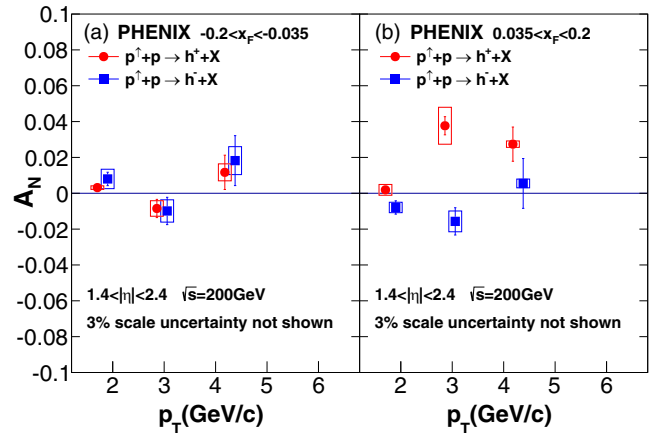 (a) PHENIX -0.2<x_F<-0.035
p↑+p → h⁺+X
p↑+p → h⁻+X
1.4<|η|<2.4 √s=200GeV
3% scale uncertainty not shown
(b) PHENIX 0.035<x_F<0.2
p↑+p → h⁺+X
p↑+p → h⁻+X
1.4<|η|<2.4 √s=200GeV
3% scale uncertainty not shown
A_N
0.1
0.08
0.06
0.04
0.02
0
-0.02
-0.04
-0.06
-0.08
-0.1
2 3 4 5 6
2 3 4 5 6
p_T(GeV/c)
p_T(GeV/c)